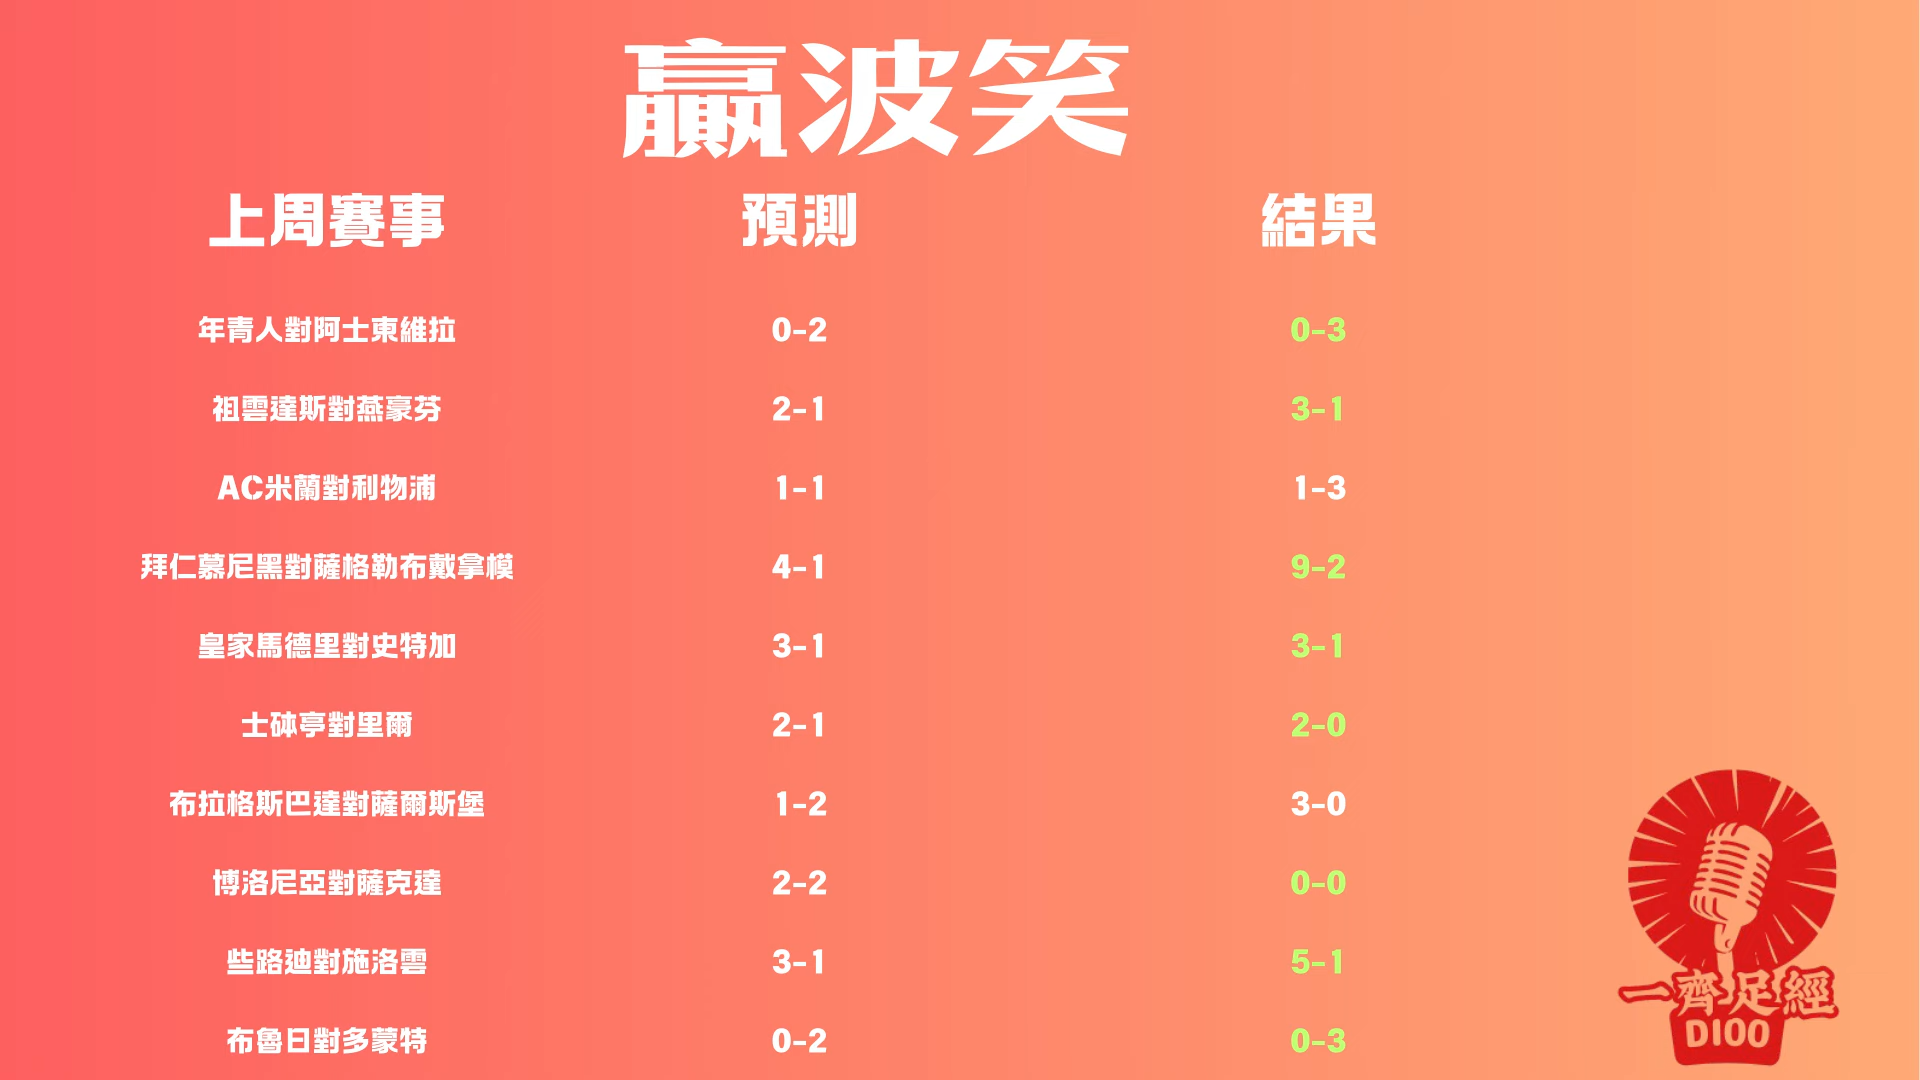 贏波笑
上周賽事 預測 結果
年青人對阿士東維拉 0-2 0-3
祖雲達斯對燕豪芬 2-1 3-1
AC米蘭對利物浦 1-1 1-3
拜仁慕尼黑對薩格勒布戴拿模 4-1 9-2
皇家馬德里對史特加 3-1 3-1
士砵亭對里爾 2-1 2-0
布拉格斯巴達對薩爾斯堡 1-2 3-0
博洛尼亞對薩克達 2-2 0-0
些路迪對施洛雲 3-1 5-1
布魯日對多蒙特 0-2 0-3
一齊足經
D100